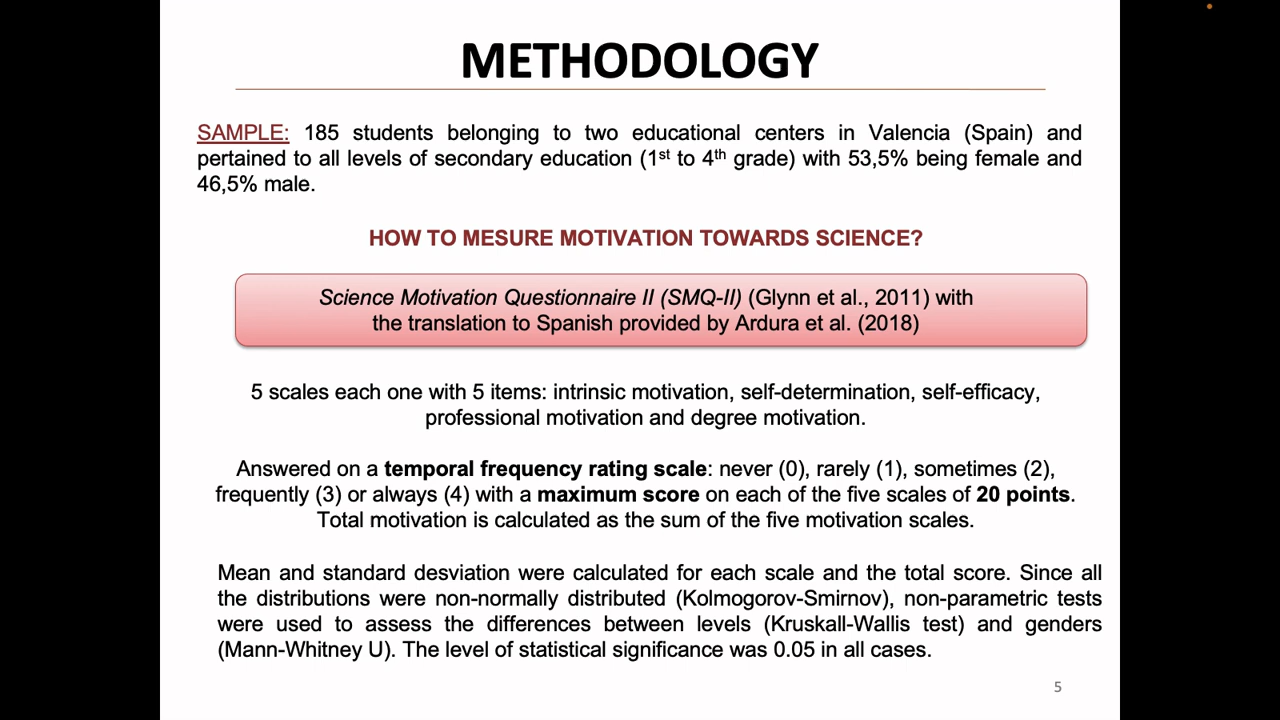 METHODOLOGY
SAMPLE: 185 students belonging to two educational centers in Valencia (Spain) and
pertained to all levels of secondary education (1st to 4th grade) with 53,5% being female and
46,5% male.
HOW TO MESURE MOTIVATION TOWARDS SCIENCE?
Science Motivation Questionnaire II (SMQ-II) (Glynn et al., 2011) with
the translation to Spanish provided by Ardura et al. (2018)
5 scales each one with 5 items: intrinsic motivation, self-determination, self-efficacy,
professional motivation and degree motivation.
Answered on a temporal frequency rating scale: never (0), rarely (1), sometimes (2),
frequently (3) or always (4) with a maximum score on each of the five scales of 20 points.
Total motivation is calculated as the sum of the five motivation scales.
Mean and standard desviation were calculated for each scale and the total score. Since all
the distributions were non-normally distributed (Kolmogorov-Smirnov), non-parametric tests
were used to assess the differences between levels (Kruskall-Wallis test) and genders
(Mann-Whitney U). The level of statistical significance was 0.05 in all cases.
5